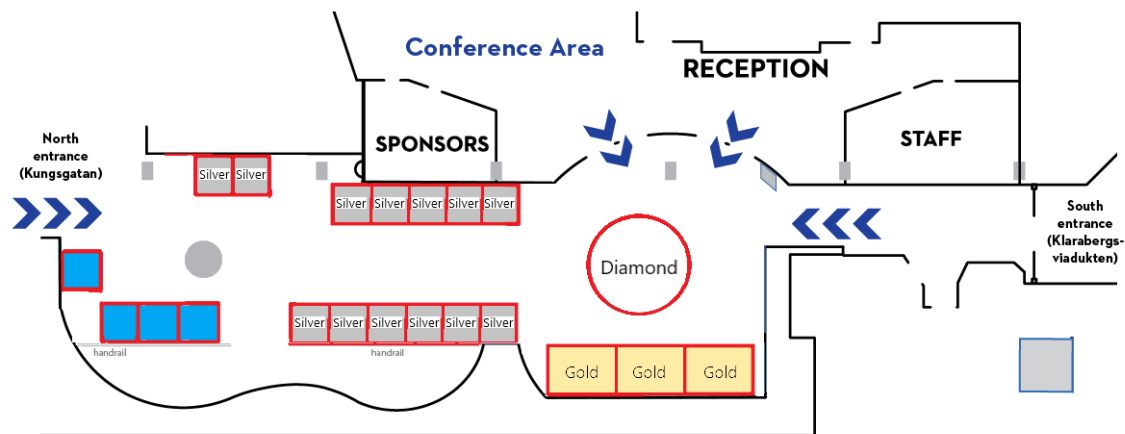 Conference Area
RECEPTION
North
entrance
(Kungsgatan)
SPONSORS
STAFF
Silver Silver
Silver Silver Silver Silver Silver
South
entrance
(Klarabergs-
viadukten)
Diamond
Silver Silver Silver Silver Silver Silver
handrail
handrail
Gold Gold Gold